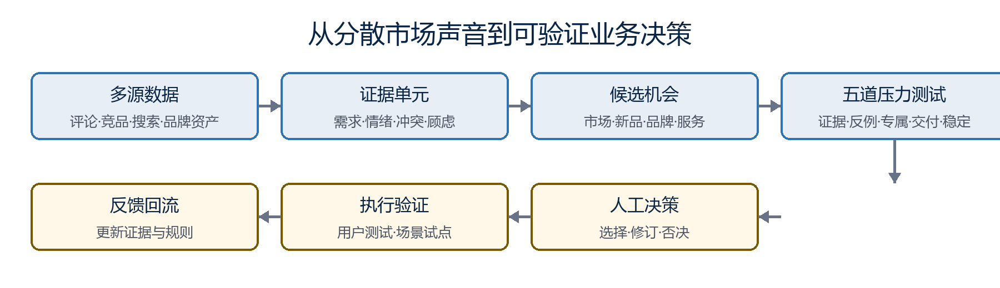 从分散市场声音到可验证业务决策
多源数据
评论·竞品·搜索·品牌资产
证据单元
需求·情绪·冲突·顾虑
候选机会
市场·新品·品牌·服务
五道压力测试
证据·反例·专属·交付·稳定
反馈回流
更新证据与规则
执行验证
用户测试·场景试点
人工决策
选择·修订·否决